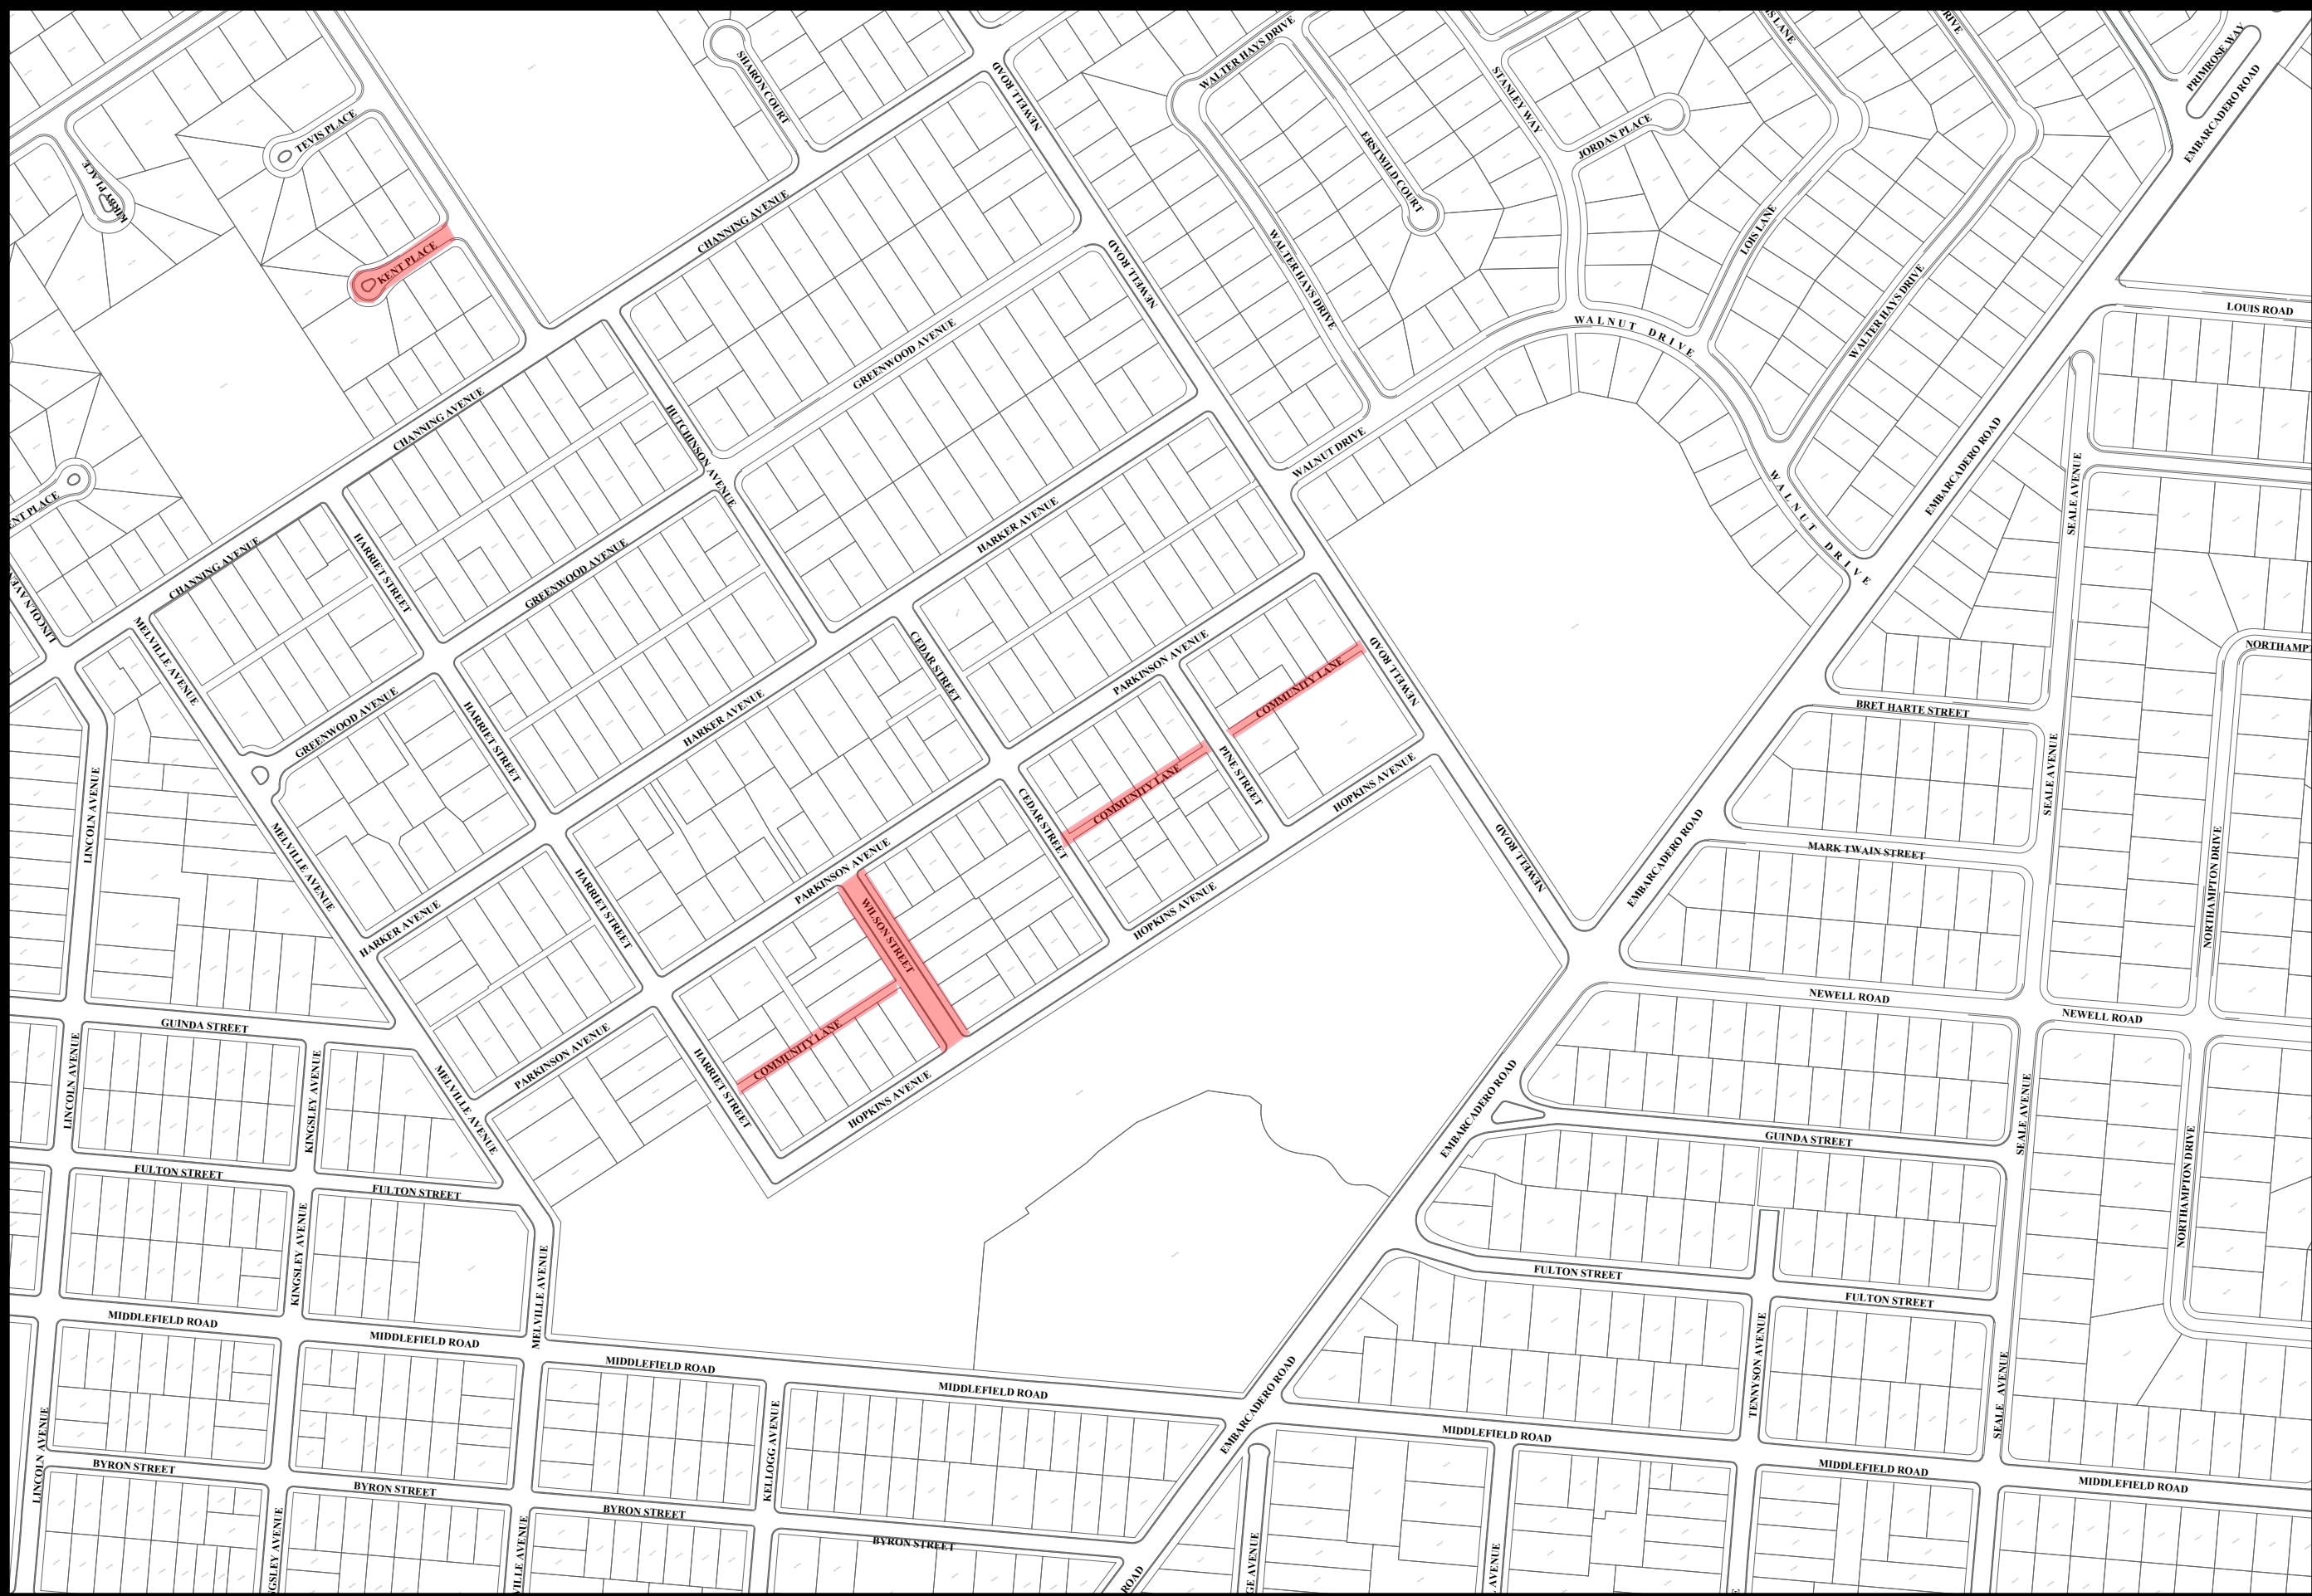 SHARON COURT
NEWELL ROAD
WALTER HAYS DRIVE
STANLEY WAY
PRIMROSE WAY
EMBARCADERO ROAD
TEVIS PLACE
KIRBY PLACE
JORDAN PLACE
ERSTWILD COURT
KENT PLACE
CHANNING AVENUE
NEWELL ROAD
WALTER HAYS DRIVE
LOIS LANE
WALTER HAYS DRIVE
LOUIS ROAD
WALNUT DRIVE
GREENWOOD AVENUE
CHANNING AVENUE
HUTCHINSON AVENUE
WALNUT DRIVE
EMBARCADERO ROAD
SEALE AVENUE
WALNUT DRIVE
HARKER AVENUE
CHANNING AVENUE
HARRIET STREET
GREENWOOD AVENUE
MELVILLE AVENUE
CEDAR STREET
PARKINSON AVENUE
COMMUNITY LANE
NEWELL ROAD
BRET HARTE STREET
GREENWOOD AVENUE
HARRIET STREET
HARKER AVENUE
COMMUNITY LANE
PINE STREET
HOPKINS AVENUE
SEALE AVENUE
LINCOLN AVENUE
MELVILLE AVENUE
CEDAR STREET
NEWELL ROAD
EMBARCADERO ROAD
MARK TWAIN STREET
NORTHAMPTON DRIVE
HARKER AVENUE
HARRIET STREET
PARKINSON AVENUE
WILSON STREET
HOPKINS AVENUE
NEWELL ROAD
NEWELL ROAD
GUINDA STREET
PARKINSON AVENUE
COMMUNITY LANE
LINCOLN AVENUE
KINGSLEY AVENUE
MELVILLE AVENUE
HARRIET STREET
HOPKINS AVENUE
EMBARCADERO ROAD
GUINDA STREET
SEALE AVENUE
NORTHAMPTON DRIVE
FULTON STREET
FULTON STREET
KINGSLEY AVENUE
MELVILLE AVENUE
FULTON STREET
FULTON STREET
MIDDLEFIELD ROAD
MIDDLEFIELD ROAD
MIDDLEFIELD ROAD
MIDDLEFIELD ROAD
EMBARCADERO ROAD
TENNYSON AVENUE
SEALE AVENUE
MIDDLEFIELD ROAD
LINCOLN AVENUE
BYRON STREET
BYRON STREET
KELLOGG AVENUE
BYRON STREET
BYRON STREET
MIDDLEFIELD ROAD
MIDDLEFIELD ROAD
AVENUE
ROAD